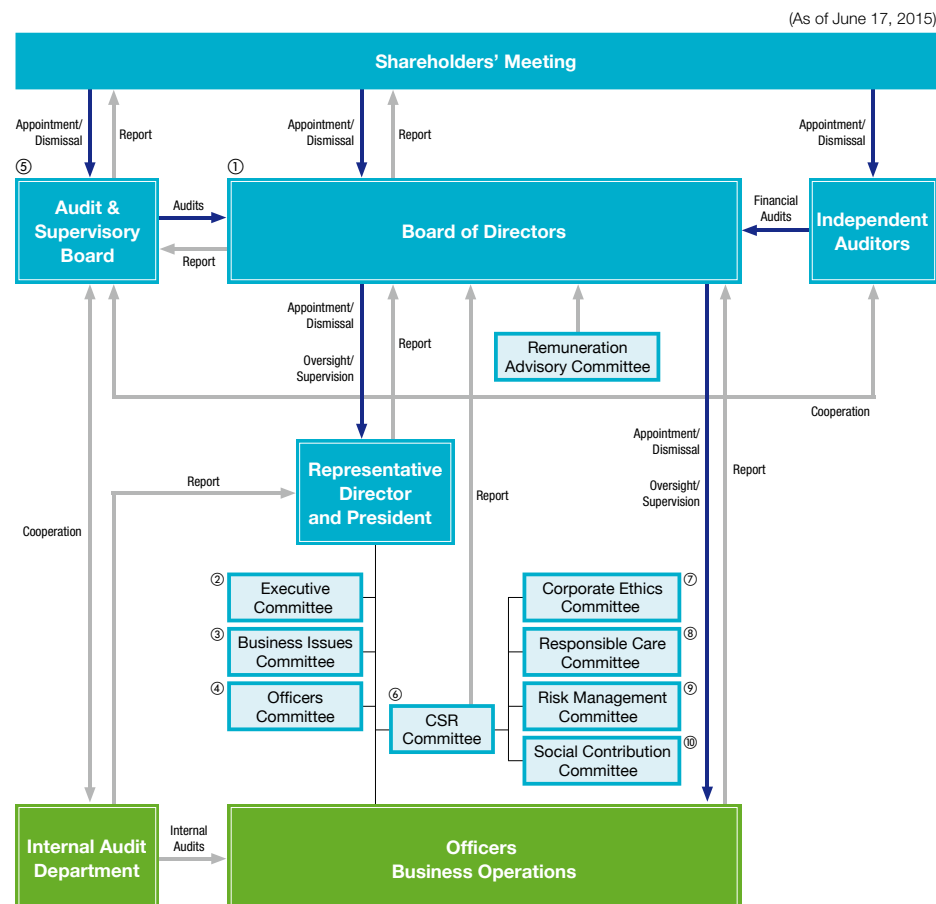 (As of June 17, 2015)
Shareholders’ Meeting
Appointment/
Dismissal
Report
Appointment/
Dismissal
Report
Appointment/
Dismissal
⑤
Audit &
Supervisory
Board
Audits
Report
①
Board of Directors
Financial
Audits
Independent
Auditors
Appointment/
Dismissal
Oversight/
Supervision
Report
Remuneration
Advisory Committee
Cooperation
Appointment/
Dismissal
Oversight/
Supervision
Report
Representative
Director
and President
Report
Report
Cooperation
②
Executive
Committee
③
Business Issues
Committee
④
Officers
Committee
⑥
CSR
Committee
Corporate Ethics
Committee
⑦
Responsible Care
Committee
⑧
Risk Management
Committee
⑨
Social Contribution
Committee
⑩
Internal Audit
Department
Internal
Audits
Officers
Business Operations